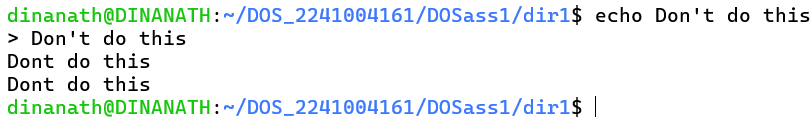 dinanath@DINANATH:~/DOS_2241004161/DOSass1/dir1$ echo Don't do this
> Don't do this
Dont do this
Dont do this
dinanath@DINANATH:~/DOS_2241004161/DOSass1/dir1$